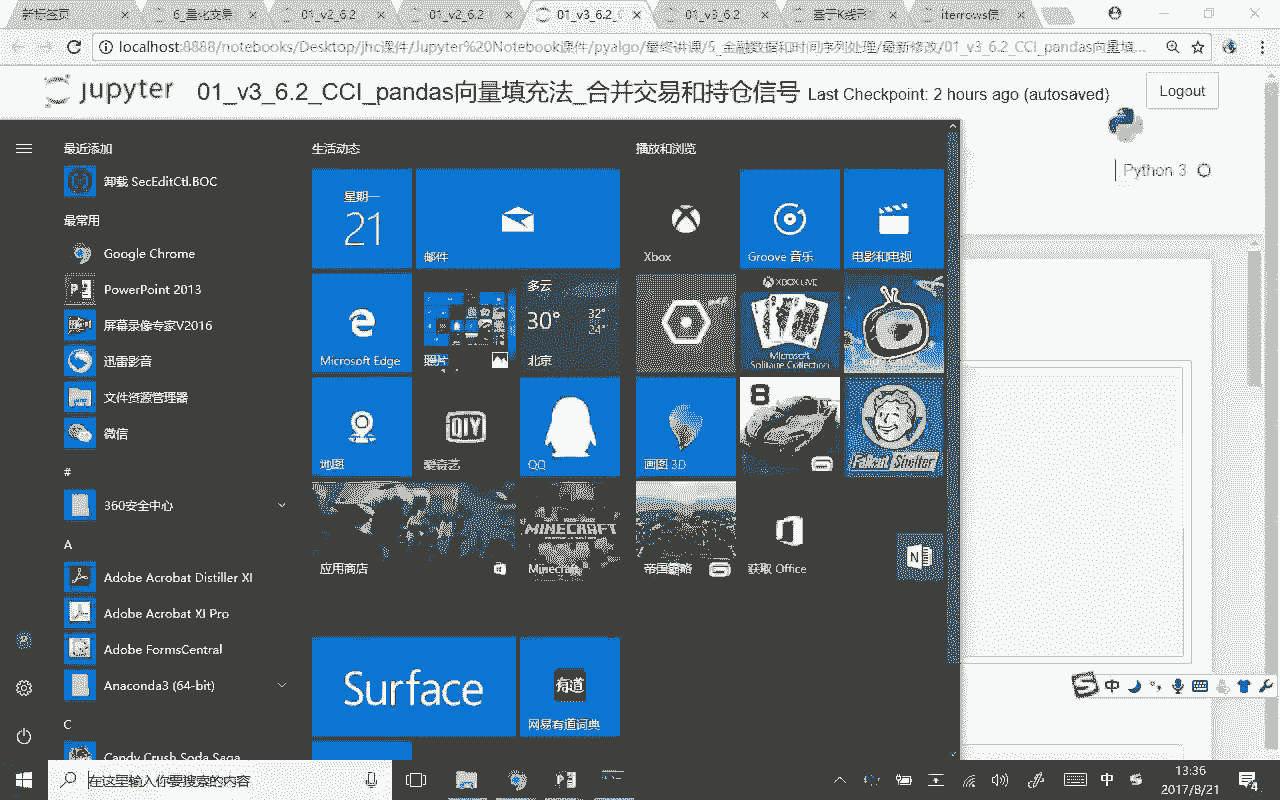 新标签页
6_量化交易
01_v2_6.2
01_v2_6.2
01_v3_6.2_
01_v3_6.2
基于K线形
iterrows信
localhost:8888/notebooks/Desktop/jhc课件/Jupyter%20Notebook课件/pyalgo/最终讲课/5_金融数据和时间序列处理/最新修改/01_v3_6.2_CCI_pandas向量填...
jupyter
01_v3_6.2_CCI_pandas向量填充法_合并交易和持仓信号 Last Checkpoint: 2 hours ago (autosaved)
Logout
Python 3
最近添加
卸载 SecEditCtl.BOC
最常用
Google Chrome
PowerPoint 2013
屏幕录像专家V2016
迅雷影音
文件资源管理器
微信
#
360安全中心
A
Adobe Acrobat Distiller XI
Adobe Acrobat XI Pro
Adobe FormsCentral
Anaconda3 (64-bit)
C
Candy Crush Soda Saga
生活动态
星期一
21
邮件
Microsoft Edge
照片
多云
30°
32°
24°
北京
地图
QIY
爱奇艺
QQ
应用商店
MINECRAFT
Minecraft
Surface
有道
网易有道词典
播放和浏览
Xbox
Groove 音乐
电影和电视
XBOX LIVE
Microsoft
Solitaire Collection
画图 3D
8
Fallout Shelter
帝国霸略
获取 Office
N
中
在这里输入你要搜索的内容
中
13:36
2017/8/21
4